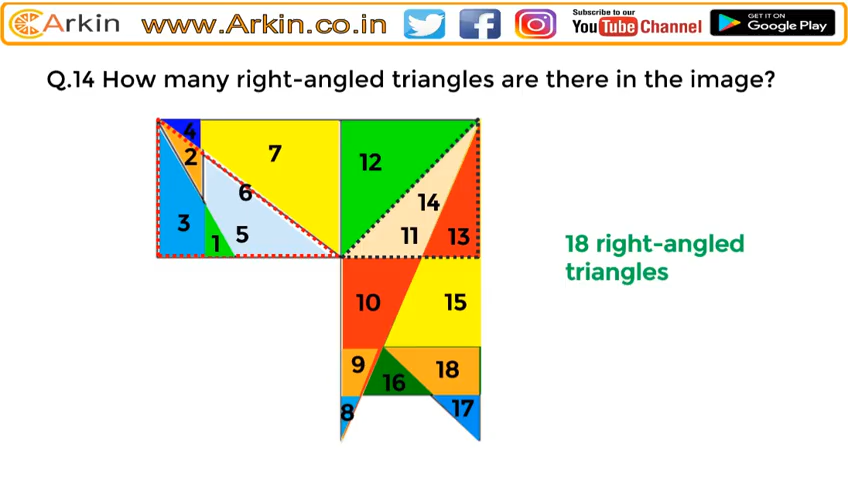 Arkin
www.Arkin.co.in
Subscribe to our
YouTube Channel
GET IT ON
Google Play
Q.14 How many right-angled triangles are there in the image?
4
2
7
12
6
14
3
1
5
11
13
18 right-angled
triangles
10
15
9
18
16
8
17